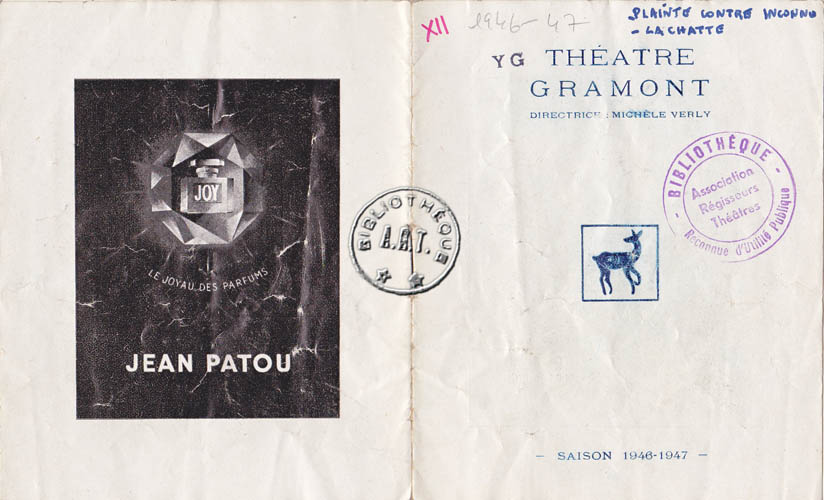 JOY
LE JOYAU DES PARFUMS
JEAN PATOU
BIBLIOTHÉQUE
A.R.T.
XII
1946-47
PLAINTE CONTRE INCONNU
- LA CHATTE
YG THÉATRE
GRAMONT
DIRECTRICE : MICHÈLE VERLY
- BIBLIOTHÈQUE -
Association
Régisseurs
Théâtres
Reconnue d'Utilité Publique
- SAISON 1946-1947 -